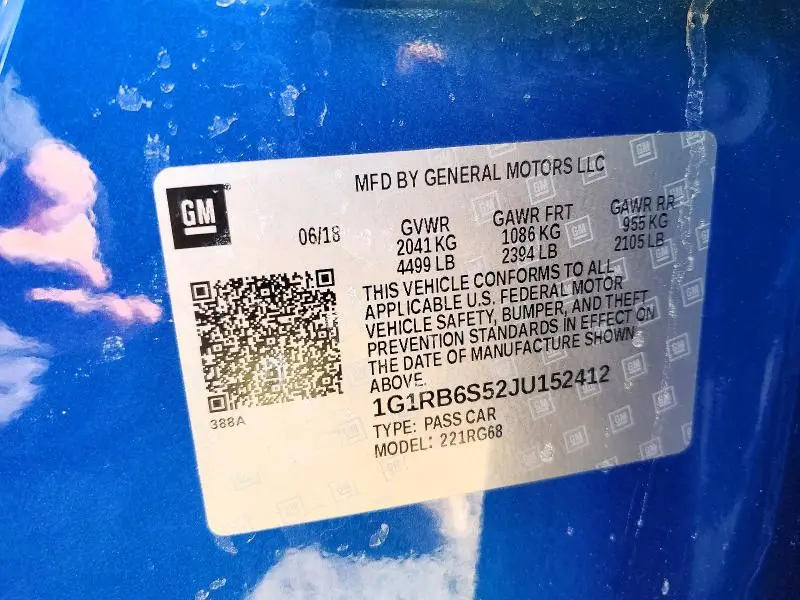 MFD BY GENERAL MOTORS LLC
GM
06/18
GVWR GAWR FRT GAWR RR
2041 KG 1086 KG 955 KG
4499 LB 2394 LB 2105 LB
THIS VEHICLE CONFORMS TO ALL
APPLICABLE U.S. FEDERAL MOTOR
VEHICLE SAFETY, BUMPER, AND THEFT
PREVENTION STANDARDS IN EFFECT ON
THE DATE OF MANUFACTURE SHOWN
ABOVE.
1G1RB6S52JU152412
388A
TYPE: PASS CAR
MODEL: 221RG68